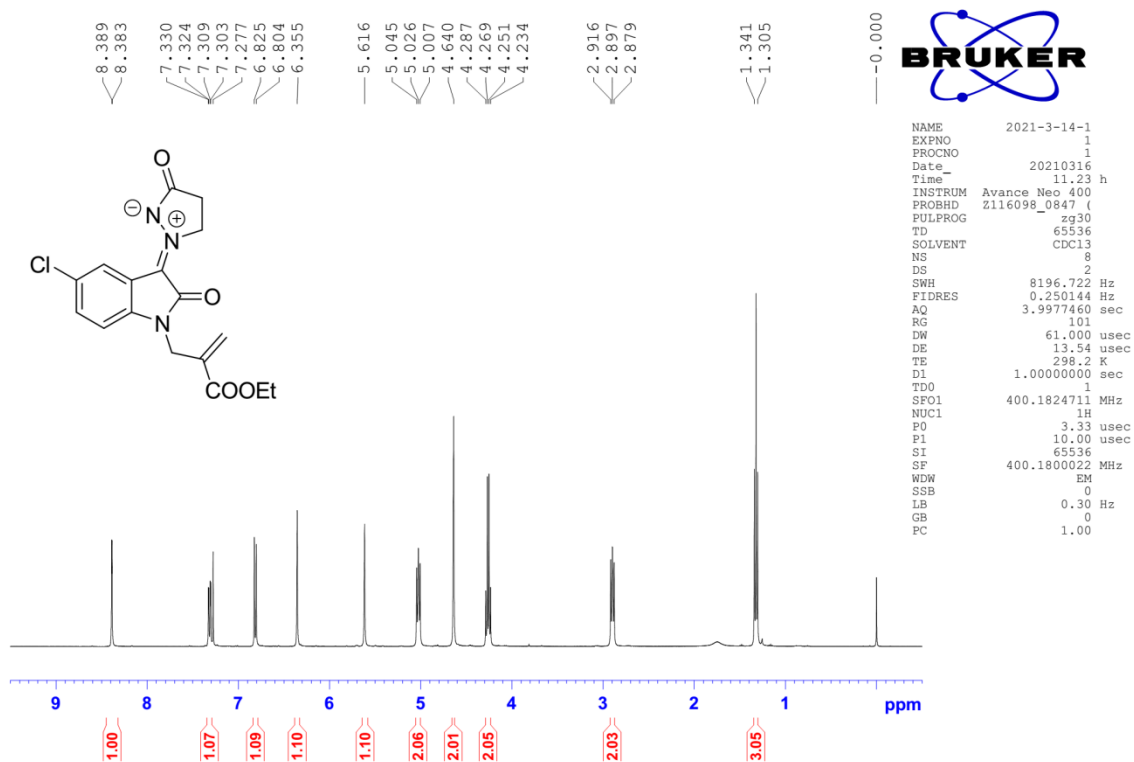 8.389
8.383
7.330
7.324
7.309
7.303
7.277
6.825
6.804
6.355
5.616
5.045
5.026
5.007
4.640
4.287
4.269
4.251
4.234
2.916
2.897
2.879
1.341
1.305
-0.000
BRUKER
NAME 2021-3-14-1
EXPNO 1
PROCNO 1
Date_ 20210316
Time 11.23 h
INSTRUM Avance Neo 400
PROBHD Z116098_0847 (
PULPROG zg30
TD 65536
SOLVENT CDCl3
NS 8
DS 2
SWH 8196.722 Hz
FIDRES 0.250144 Hz
AQ 3.9977460 sec
RG 101
DW 61.000 usec
DE 13.54 usec
TE 298.2 K
D1 1.00000000 sec
TD0 1
SFO1 400.1824711 MHz
NUC1 1H
P0 3.33 usec
P1 10.00 usec
SI 65536
SF 400.1800022 MHz
WDW EM
SSB 0
LB 0.30 Hz
GB 0
PC 1.00
O
⊖ N ⊕
N
Cl
O
N
COOEt
9 8 7 6 5 4 3 2 1 ppm
1.00
1.07
1.09
1.10
1.10
2.06
2.01
2.05
2.03
3.05